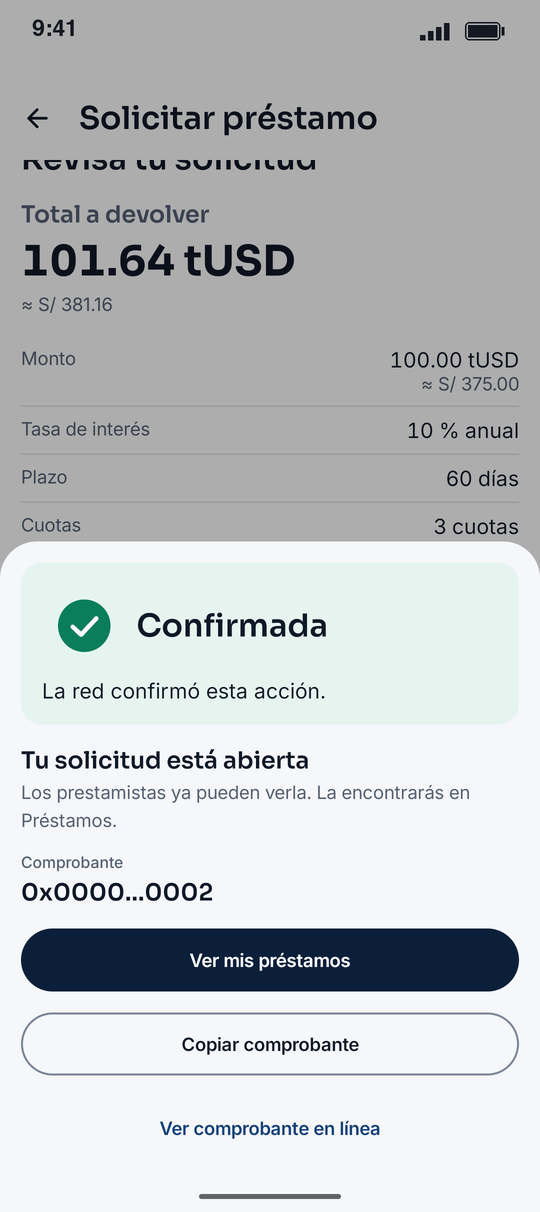 9:41
Solicitar préstamo
Revisa tu solicitud
Total a devolver
101.64 tUSD
≈ S/ 381.16
Monto
100.00 tUSD
≈ S/ 375.00
Tasa de interés
10 % anual
Plazo
60 días
Cuotas
3 cuotas
Confirmada
La red confirmó esta acción.
Tu solicitud está abierta
Los prestamistas ya pueden verla. La encontrarás en
Préstamos.
Comprobante
0x0000...0002
Ver mis préstamos
Copiar comprobante
Ver comprobante en línea